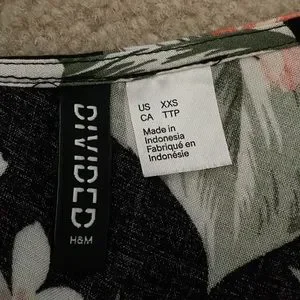 DIVIDED
H&M
US XXS
CA TTP
Made in
Indonesia
Fabriqué en
Indonésie